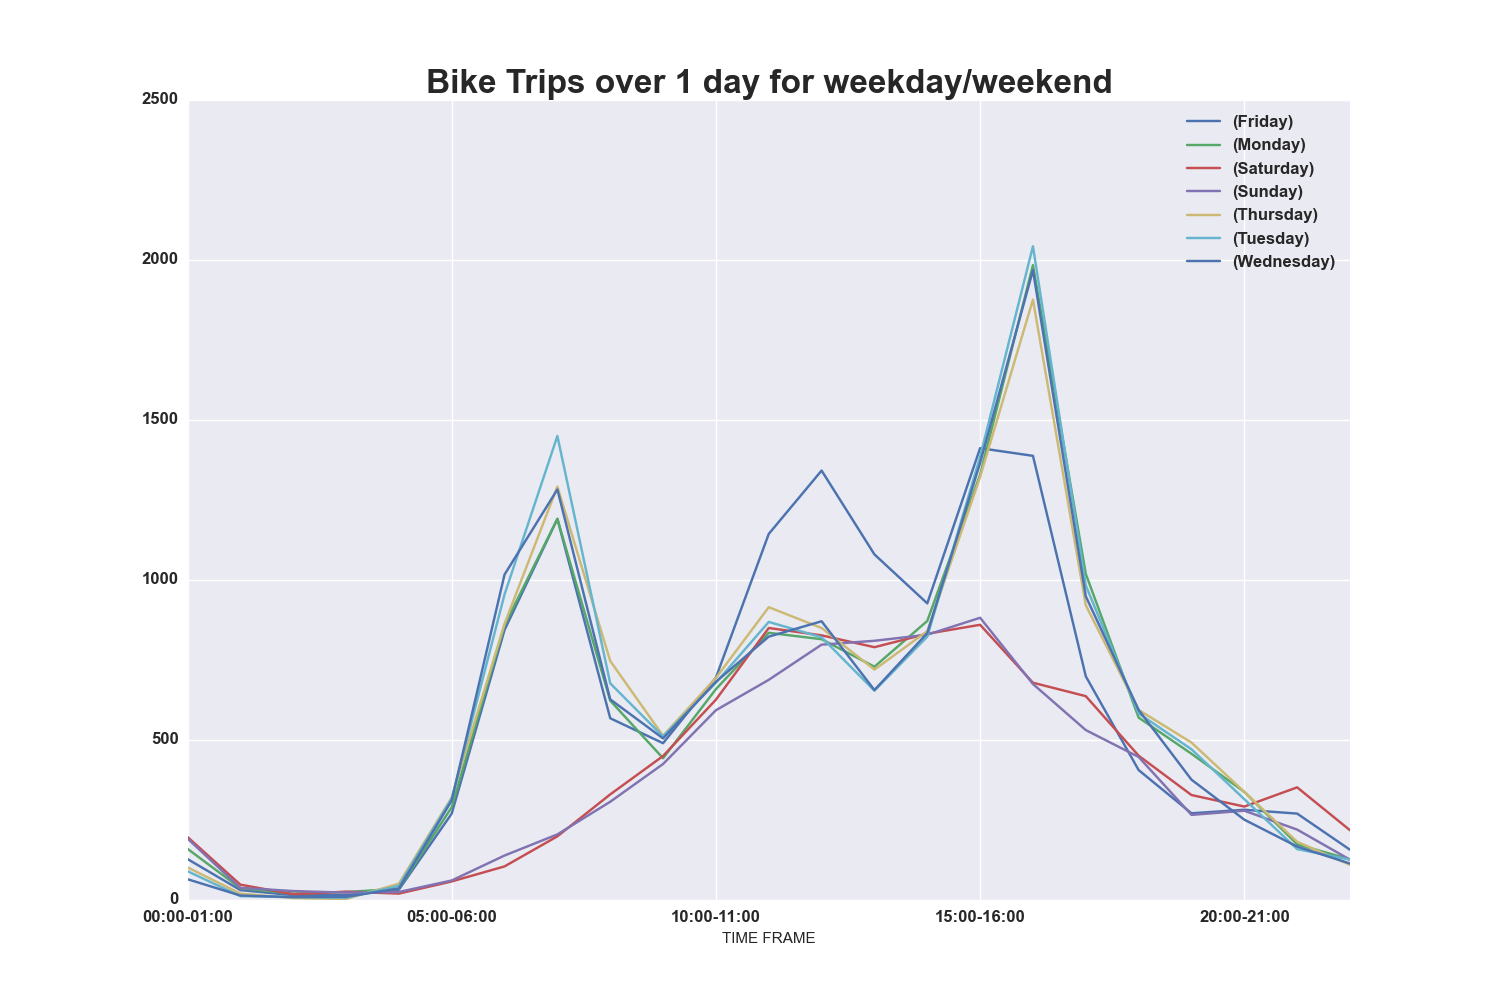 Bike Trips over 1 day for weekday/weekend
2500
2000
1500
1000
500
0
(Friday)
(Monday)
(Saturday)
(Sunday)
(Thursday)
(Tuesday)
(Wednesday)
00:00-01:00 05:00-06:00 10:00-11:00 15:00-16:00 20:00-21:00
TIME FRAME